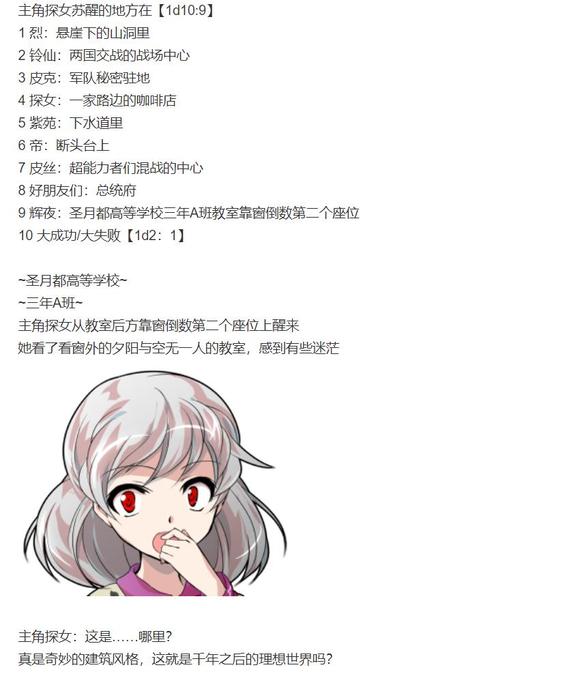 主角探女苏醒的地方在【1d10:9】
1 烈：悬崖下的山洞里
2 铃仙：两国交战的战场中心
3 皮克：军队秘密驻地
4 探女：一家路边的咖啡店
5 紫苑：下水道里
6 帝：断头台上
7 皮丝：超能力者们混战的中心
8 好朋友们：总统府
9 辉夜：圣月都高等学校三年A班教室靠窗倒数第二个座位
10 大成功/大失败【1d2：1】
~圣月都高等学校~
~三年A班~
主角探女从教室后方靠窗倒数第二个座位上醒来
她看了看窗外的夕阳与空无一人的教室，感到有些迷茫
主角探女：这是……哪里？
真是奇妙的建筑风格，这就是千年之后的理想世界吗？